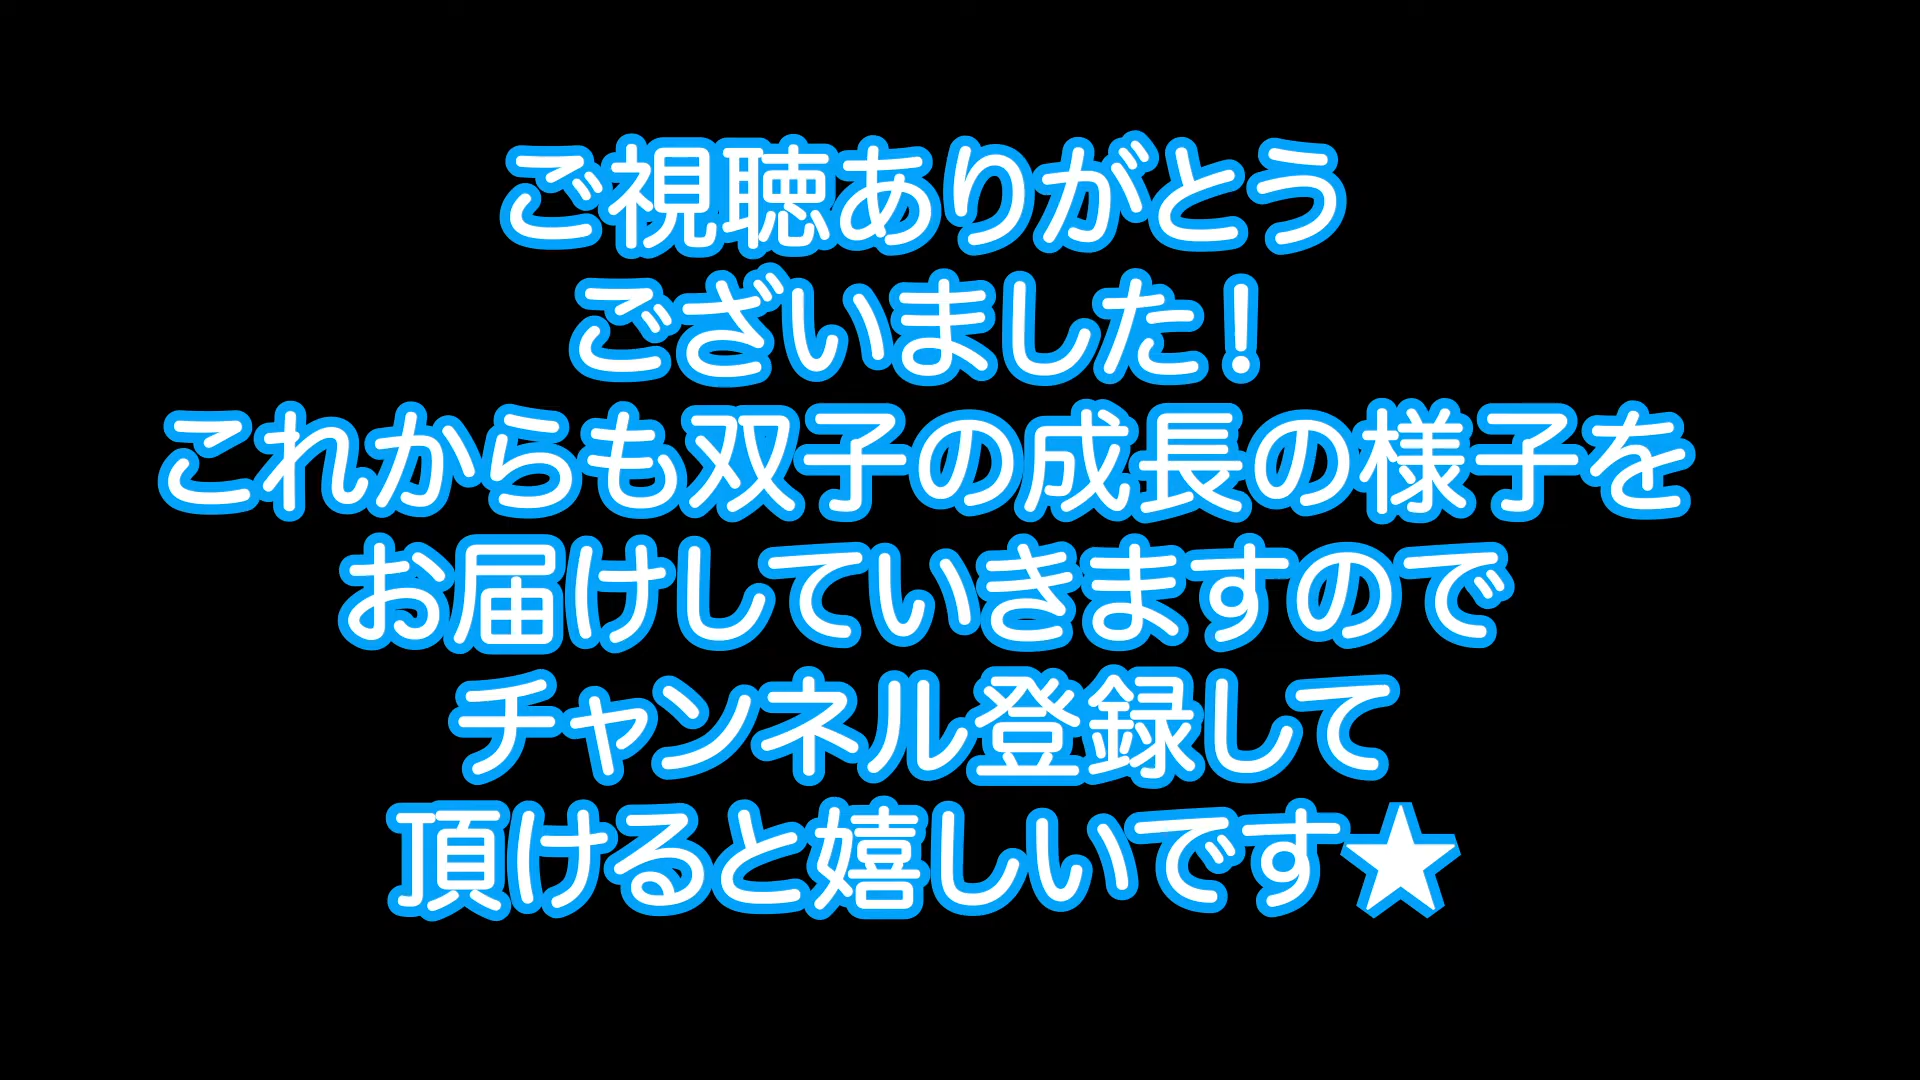 ご視聴ありがとう
ございました！
これからも双子の成長の様子を
お届けしていきますので
チャンネル登録して
頂けると嬉しいです★